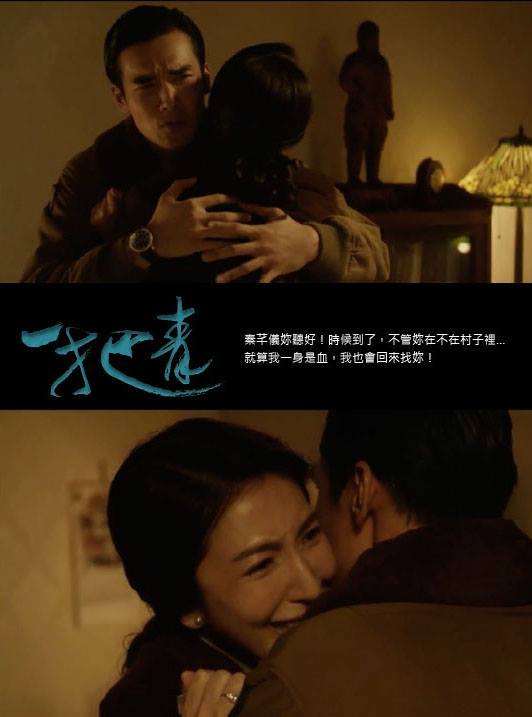 一把青
秦芊儀妳聽好！時候到了，不管妳在不在村子裡...
就算我一身是血，我也會回來找妳！